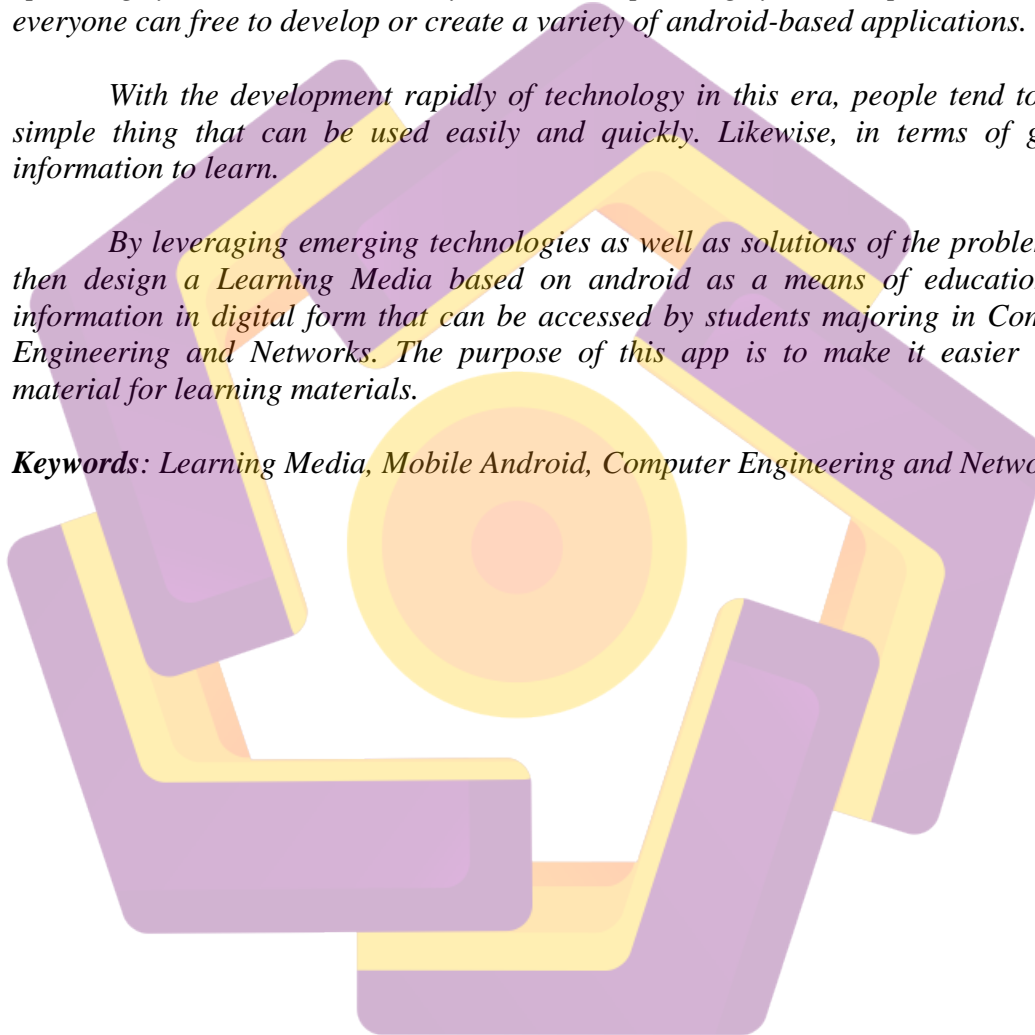 everyone can free to develop or create a variety of android-based applications.
With the development rapidly of technology in this era, people tend to
simple thing that can be used easily and quickly. Likewise, in terms of g
information to learn.
By leveraging emerging technologies as well as solutions of the proble
then design a Learning Media based on android as a means of education
information in digital form that can be accessed by students majoring in Com
Engineering and Networks. The purpose of this app is to make it easier
material for learning materials.
Keywords: Learning Media, Mobile Android, Computer Engineering and Netwo